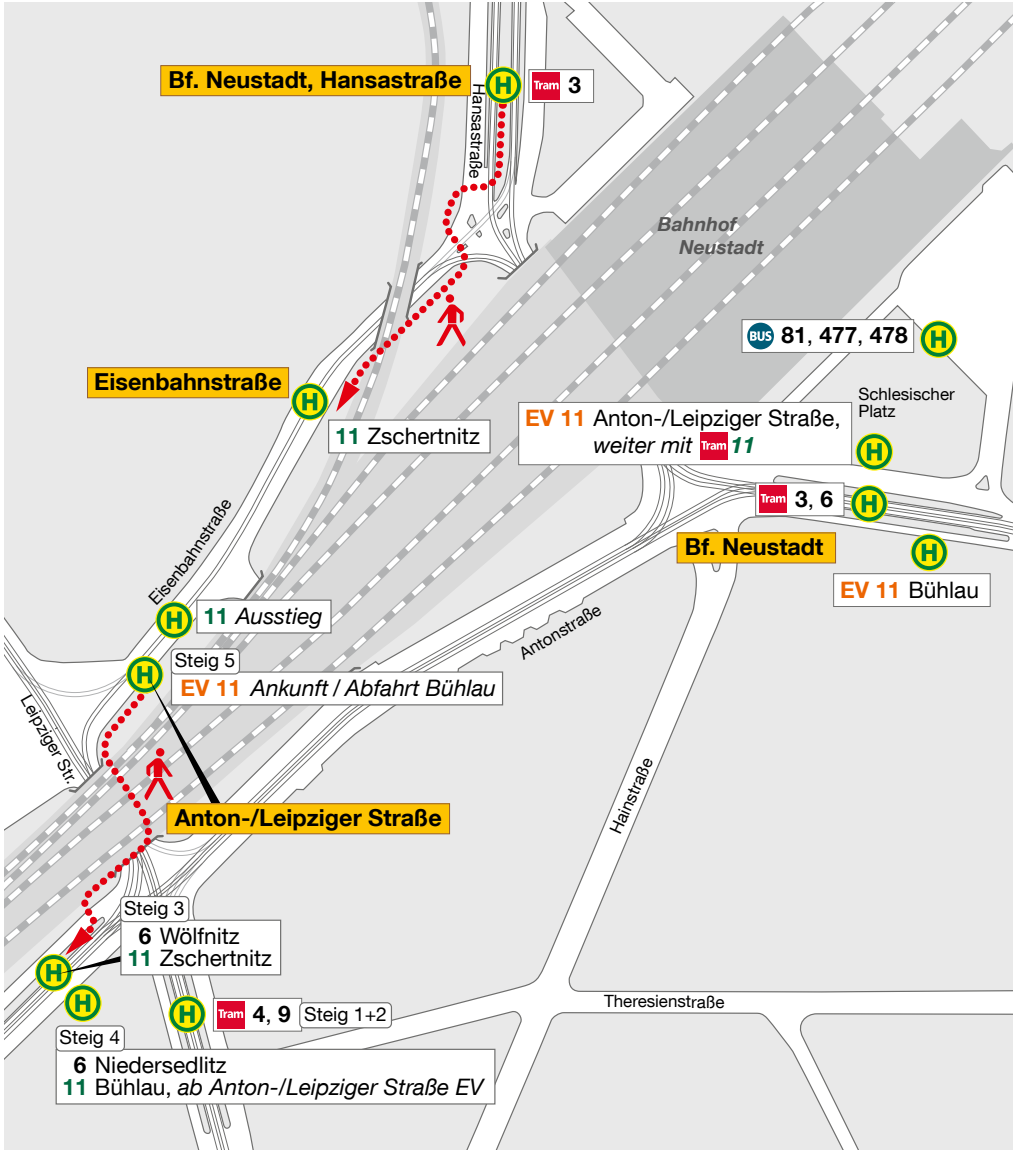 Bf. Neustadt, Hansastraße
H
Tram 3
Hansastraße
Bahnhof
Neustadt
BUS 81, 477, 478
H
Eisenbahnstraße
H
11 Zschertnitz
Schlesischer
Platz
EV 11 Anton-/Leipziger Straße,
weiter mit Tram 11
H
Tram 3, 6
H
Bf. Neustadt
H
EV 11 Bühlau
Eisenbahnstraße
H
11 Ausstieg
Antonstraße
H
Steig 5
EV 11 Ankunft / Abfahrt Bühlau
Leipziger Str.
Hainstraße
Anton-/Leipziger Straße
Steig 3
6 Wölfnitz
11 Zschertnitz
H
H
H
Tram 4, 9 Steig 1+2
Theresienstraße
Steig 4
6 Niedersedlitz
11 Bühlau, ab Anton-/Leipziger Straße EV